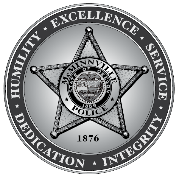 HUMILITY • EXCELLENCE • SERVICE
McMINNVILLE
POLICE
1876
DEDICATION • INTEGRITY